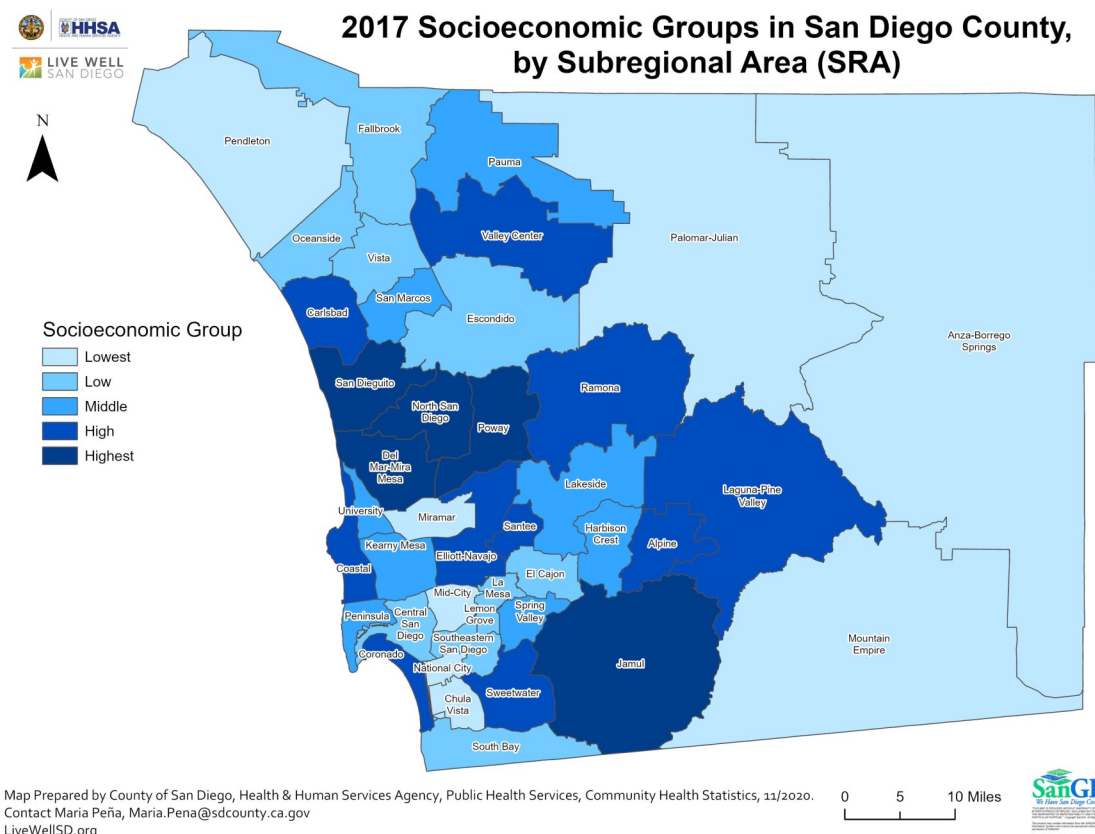 2017 Socioeconomic Groups in San Diego County,
by Subregional Area (SRA)
HHSA
LIVE WELL
SAN DIEGO
N
Pendleton
Fallbrook
Pauma
Valley Center
Palomar-Julian
Oceanside
Vista
San Marcos
Carlsbad
Escondido
Anza-Borrego
Springs
Socioeconomic Group
Lowest
Low
Middle
High
Highest
San Dieguito
North San
Diego
Poway
Ramona
Del
Mar-Mira
Mesa
Lakeside
Laguna-Pine
Valley
University
Miramar
Santee
Harbison
Crest
Alpine
Kearny Mesa
Elliott-Navajo
Coastal
El Cajon
La
Mesa
Mid-City
Lemon
Grove
Spring
Valley
Peninsula
Central
San
Diego
Southeastern
San Diego
Mountain
Empire
Coronado
National City
Jamul
Sweetwater
Chula
Vista
South Bay
Map Prepared by County of San Diego, Health & Human Services Agency, Public Health Services, Community Health Statistics, 11/2020.
Contact Maria Peña, Maria.Pena@sdcounty.ca.gov
LiveWellSD.org
0 5 10 Miles
We Have San Diego